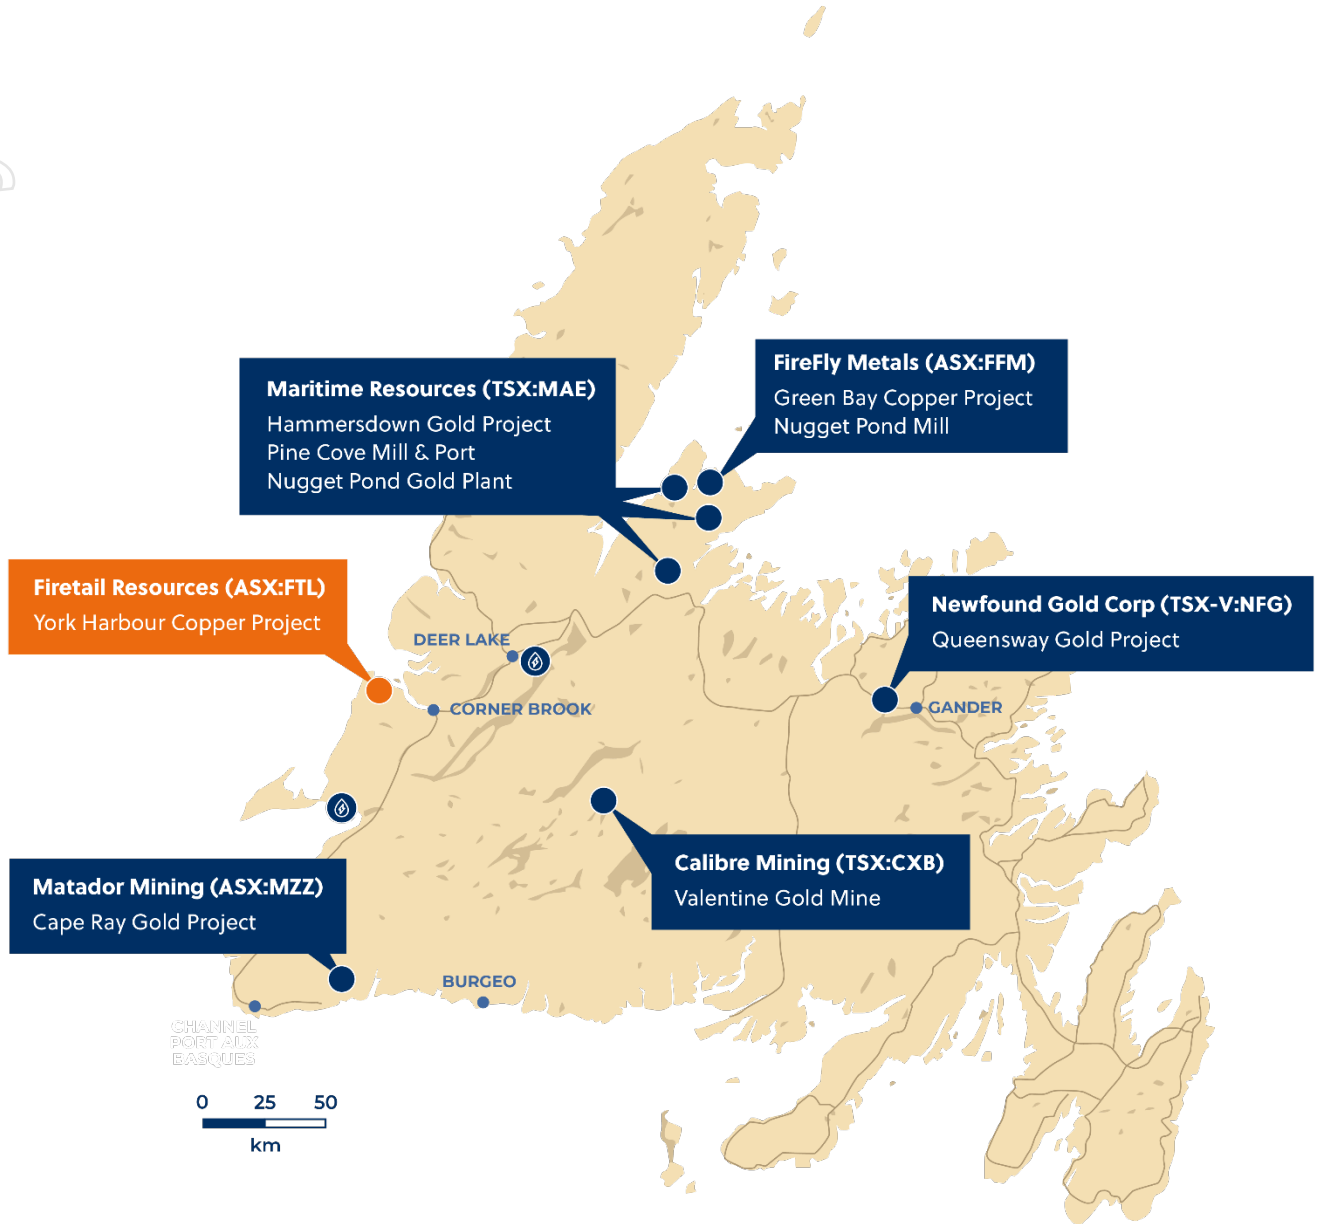 FireFly Metals (ASX:FFM)
Green Bay Copper Project
Nugget Pond Mill
Maritime Resources (TSX:MAE)
Hammersdown Gold Project
Pine Cove Mill & Port
Nugget Pond Gold Plant
Firetail Resources (ASX:FTL)
York Harbour Copper Project
Newfound Gold Corp (TSX-V:NFG)
Queensway Gold Project
DEER LAKE
CORNER BROOK
GANDER
Calibre Mining (TSX:CXB)
Valentine Gold Mine
Matador Mining (ASX:MZZ)
Cape Ray Gold Project
BURGEO
CHANNEL
PORT AUX
BASQUES
0 25 50
km